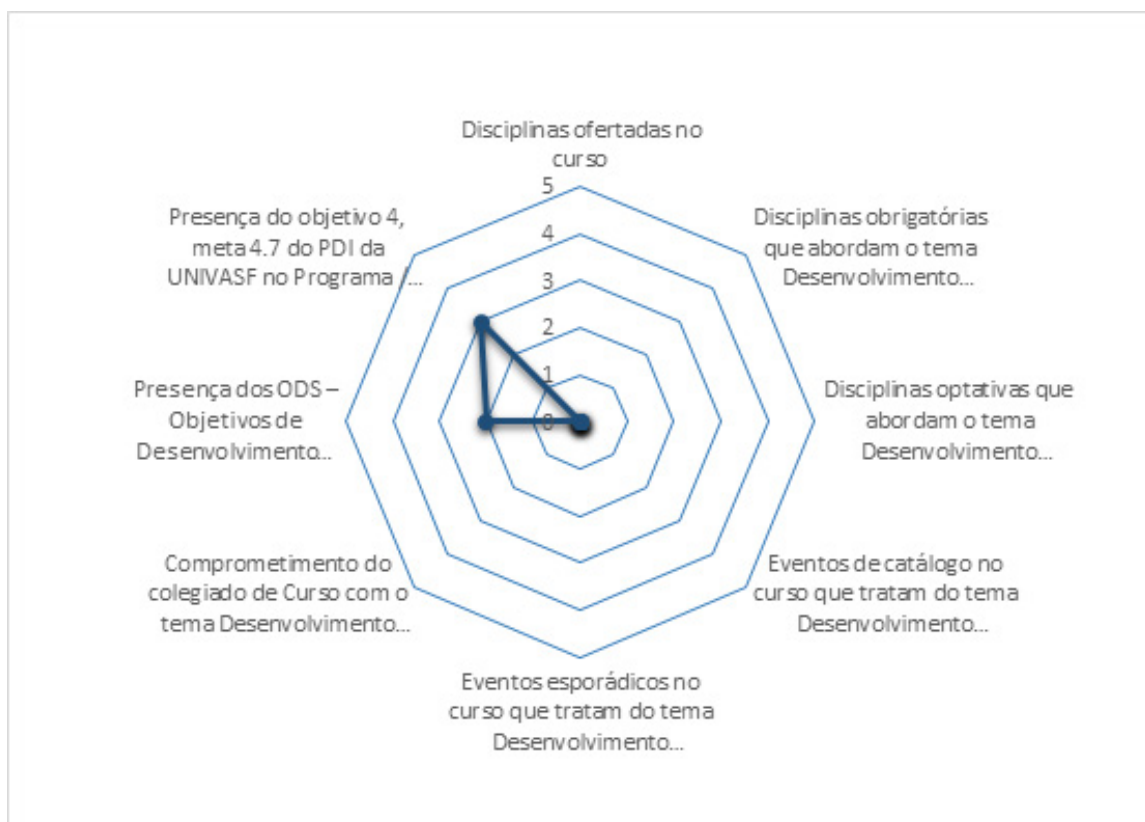 Disciplinas ofertadas no
curso
5
4
3
2
1
0
Disciplinas obrigatórias
que abordam o tema
Desenvolvimento...
Disciplinas optativas que
abordam o tema
Desenvolvimento...
Eventos de catálogo no
curso que tratam do tema
Desenvolvimento...
Eventos esporádicos no
curso que tratam do tema
Desenvolvimento...
Comprometimento do
colegiado de Curso com o
tema Desenvolvimento...
Presença dos ODS –
Objetivos de
Desenvolvimento...
Presença do objetivo 4,
meta 4.7 do PDI da
UNIVASF no Programa /...